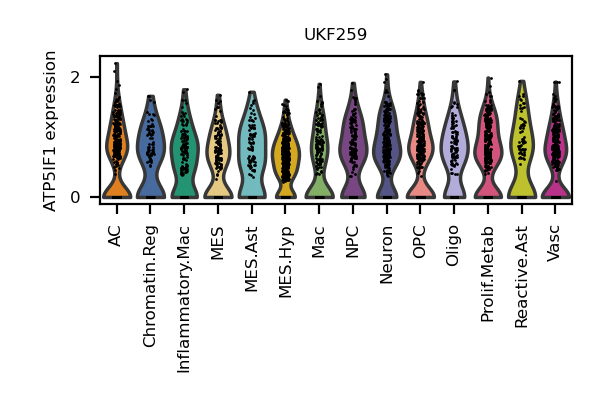 UKF259
ATP5IF1 expression
2
0
AC
Chromatin.Reg
Inflammatory.Mac
MES
MES.Ast
MES.Hyp
Mac
NPC
Neuron
OPC
Oligo
Prolif.Metab
Reactive.Ast
Vasc